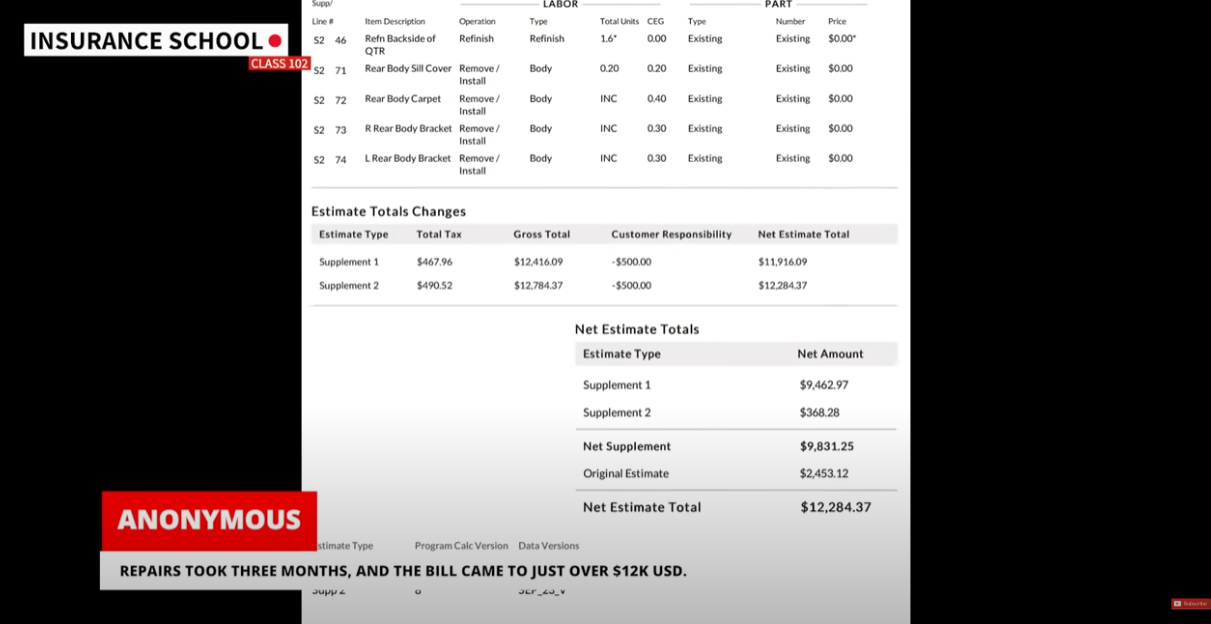 Supp/ LABOR PART
Line # Item Description Operation Type Total Units CEG Type Number Price
INSURANCE SCHOOL
CLASS 102
S2 46 Refn Backside of Refinish Refinish 1.6* 0.00 Existing Existing $0.00*
QTR
S2 71 Rear Body Sill Cover Remove / Body 0.20 0.20 Existing Existing $0.00
Install
S2 72 Rear Body Carpet Remove / Body INC 0.40 Existing Existing $0.00
Install
S2 73 R Rear Body Bracket Remove / Body INC 0.30 Existing Existing $0.00
Install
S2 74 L Rear Body Bracket Remove / Body INC 0.30 Existing Existing $0.00
Install
Estimate Totals Changes
Estimate Type Total Tax Gross Total Customer Responsibility Net Estimate Total
Supplement 1 $467.96 $12,416.09 -$500.00 $11,916.09
Supplement 2 $490.52 $12,784.37 -$500.00 $12,284.37
Net Estimate Totals
Estimate Type Net Amount
Supplement 1 $9,462.97
Supplement 2 $368.28
Net Supplement $9,831.25
Original Estimate $2,453.12
Net Estimate Total $12,284.37
ANONYMOUS
stimate Type Program Calc Version Data Versions
REPAIRS TOOK THREE MONTHS, AND THE BILL CAME TO JUST OVER $12K USD.
Supp 2
Subscribe